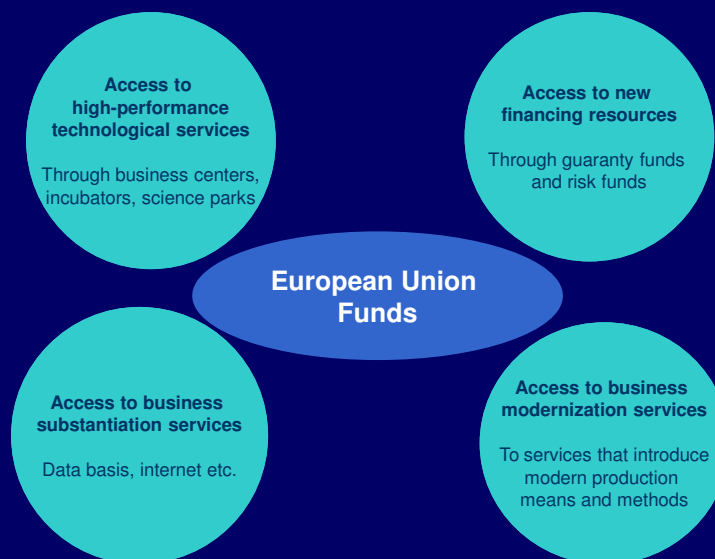 Access to
high-performance
technological services
Through business centers,
incubators, science parks
Access to new
financing resources
Through guaranty funds
and risk funds
European Union
Funds
Access to business
substantiation services
Data basis, internet etc.
Access to business
modernization services
To services that introduce
modern production
means and methods